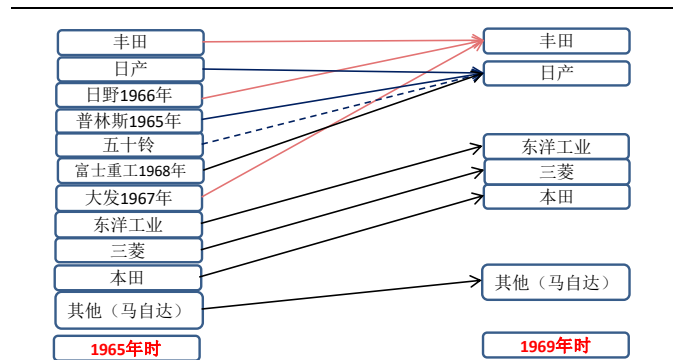 丰田
日产
日野1966年
普林斯1965年
五十铃
富士重工1968年
大发1967年
东洋工业
三菱
本田
其他（马自达）
1965年时
丰田
日产
东洋工业
三菱
本田
其他（马自达）
1969年时